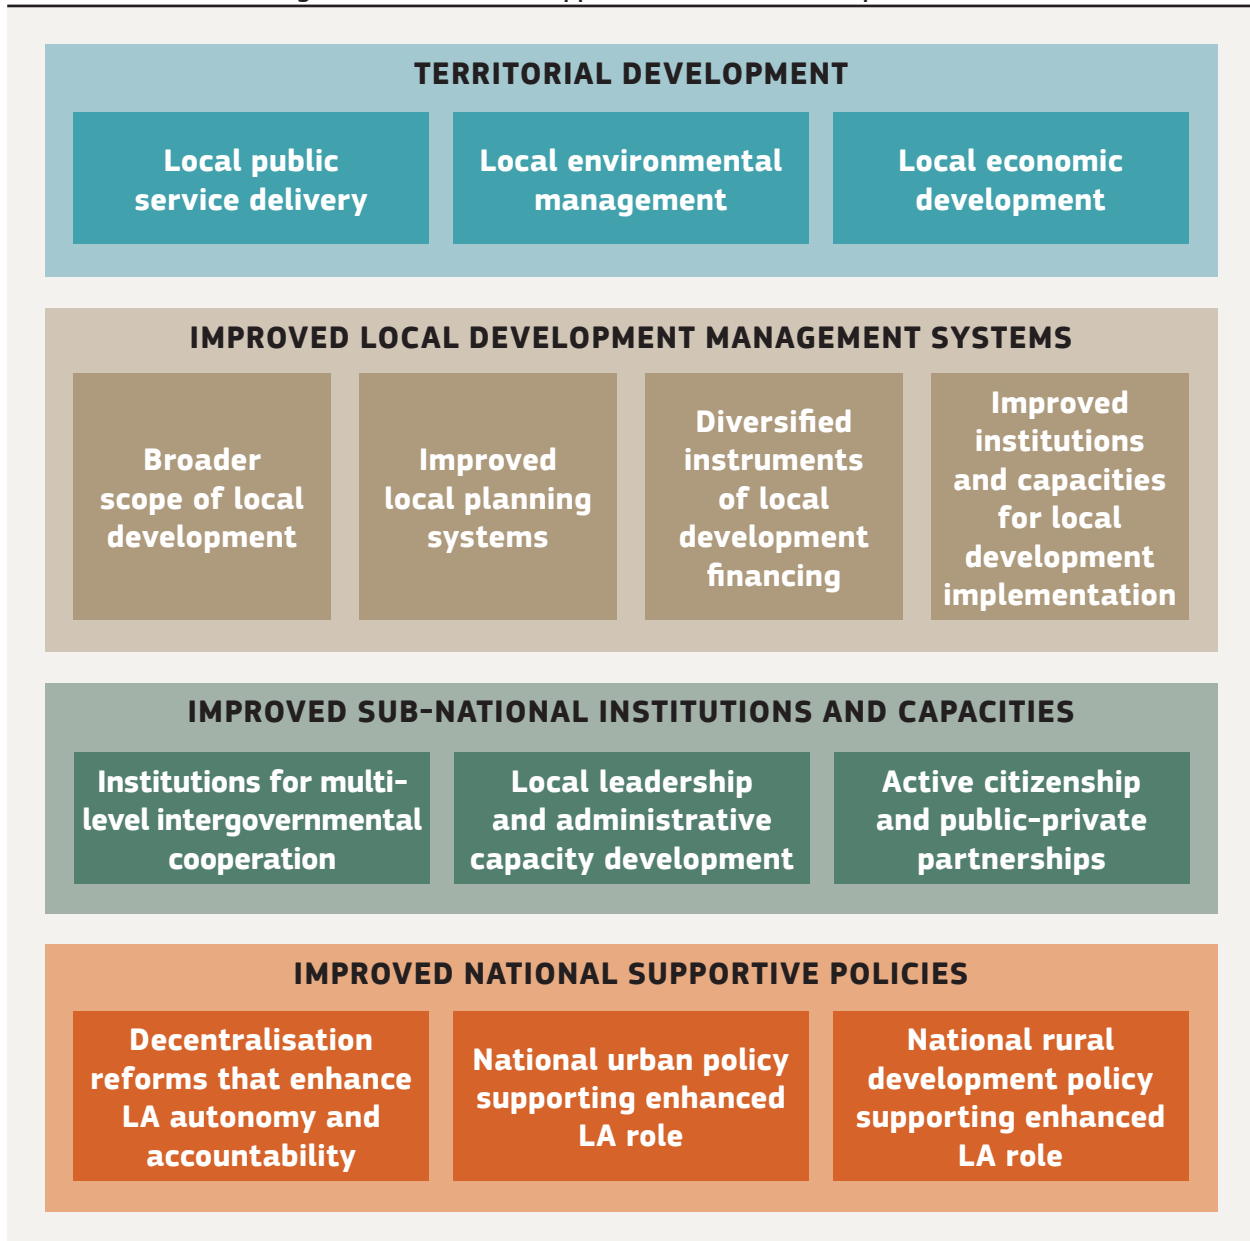 TERRITORIAL DEVELOPMENT
Local public
service delivery
Local environmental
management
Local economic
development
IMPROVED LOCAL DEVELOPMENT MANAGEMENT SYSTEMS
Broader
scope of local
development
Improved
local planning
systems
Diversified
instruments
of local
development
financing
Improved
institutions
and capacities
for local
development
implementation
IMPROVED SUB-NATIONAL INSTITUTIONS AND CAPACITIES
Institutions for multi-
level intergovernmental
cooperation
Local leadership
and administrative
capacity development
Active citizenship
and public-private
partnerships
IMPROVED NATIONAL SUPPORTIVE POLICIES
Decentralisation
reforms that enhance
LA autonomy and
accountability
National urban policy
supporting enhanced
LA role
National rural
development policy
supporting enhanced
LA role